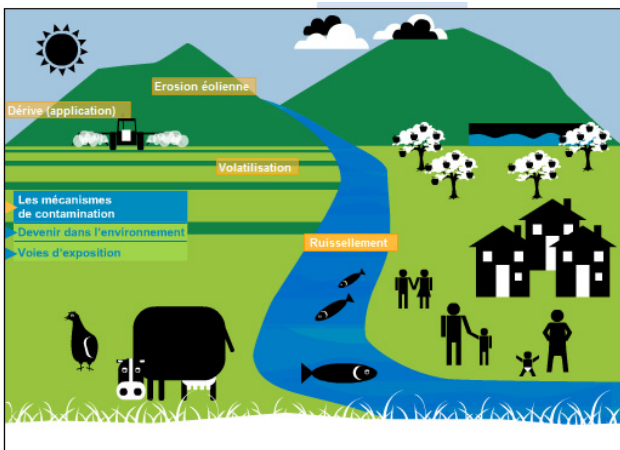 Erosion éolienne
Dérive (application)
Volatilisation
Les mécanismes
de contamination
Devenir dans l'environnement
Voies d'exposition
Ruissellement